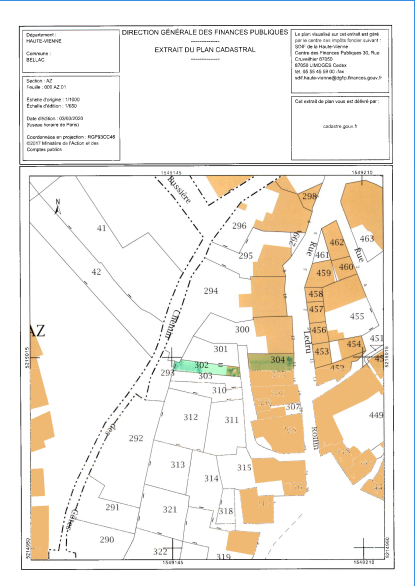 Département :
HAUTE-VIENNE
Commune :
BELLAC
Section : AZ
Feuille : 000 AZ 01
Échelle d'origine : 1/1000
Échelle d'édition : 1/650
Date d'édition : 03/03/2020
(fuseau horaire de Paris)
Coordonnées en projection : RGF93CC46
©2017 Ministère de l'Action et des
Comptes publics
DIRECTION GÉNÉRALE DES FINANCES PUBLIQUES
EXTRAIT DU PLAN CADASTRAL
Le plan visualisé sur cet extrait est géré
par le centre des impôts foncier suivant :
SDIF de la Haute-Vienne
Centre de Finances Publiques 30, Rue
Cruveilhier 87050
87050 LIMOGES Cedex
tél. 05 55 45 59 00 -fax
sdif.haute-vienne@dgfip.finances.gouv.fr
Cet extrait de plan vous est délivré par :
cadastre.gouv.fr
1549145
1549210
N
Bussière
298
296
462
463
41
Rue
461
Rue
295
42
459
460
294
458
457
455
300
456
AZ
Ledru
301
453
454
451
5215015
5215015
302
304
293
303
310
307
449
312
311
Rollin
des
292
313
315
314
291
321
318
290
322
319
5214950
5214950
1549145
1549210